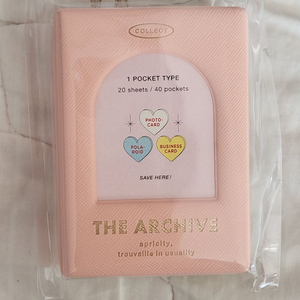 COLLECT
1 POCKET TYPE
20 sheets / 40 pockets
PHOTO-
CARD
POLA-
ROID
BUSINESS
CARD
SAVE HERE!
THE ARCHIVE
apricity,
trouvaille in usuality